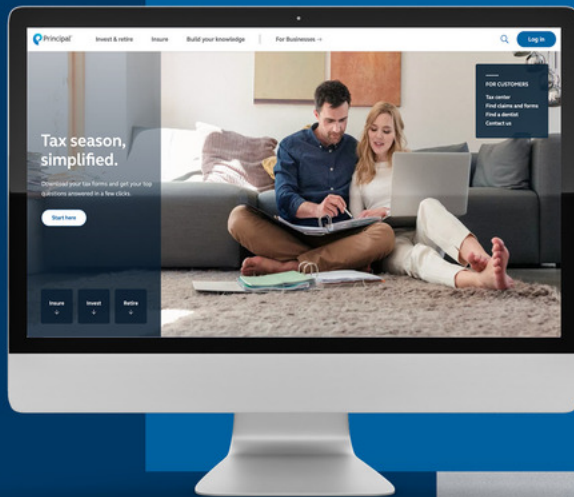 Principal®
Invest & retire
Insure
Build your knowledge
For Businesses →
Log in
Tax season,
simplified.
Download your tax forms and get your top
questions answered in a few clicks.
Start here
Insure
Invest
Retire
FOR CUSTOMERS
Tax center
Find claims and forms
Find a dentist
Contact us